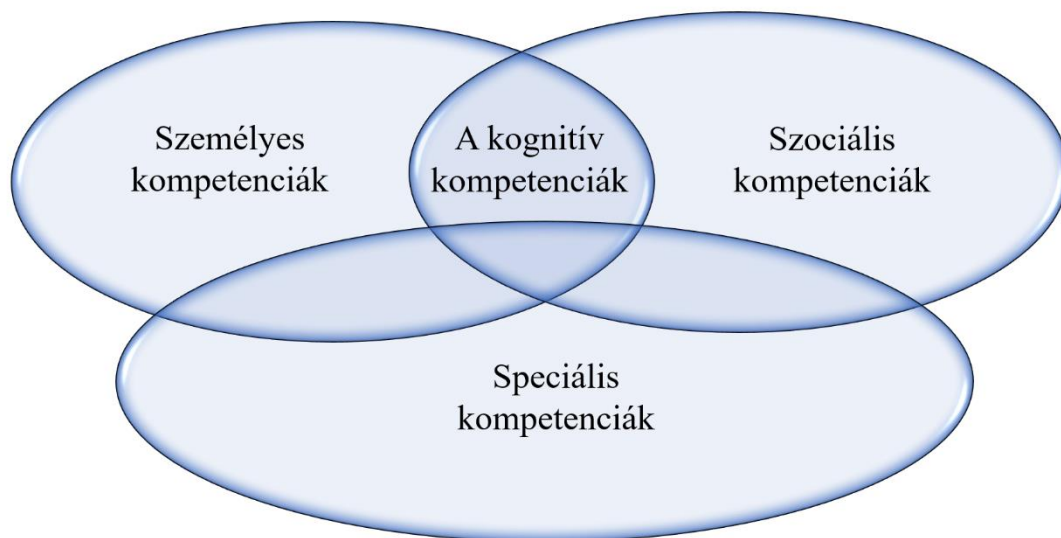 Személyes
kompetenciák
A kognitív
kompetenciák
Szociális
kompetenciák
Speciális
kompetenciák